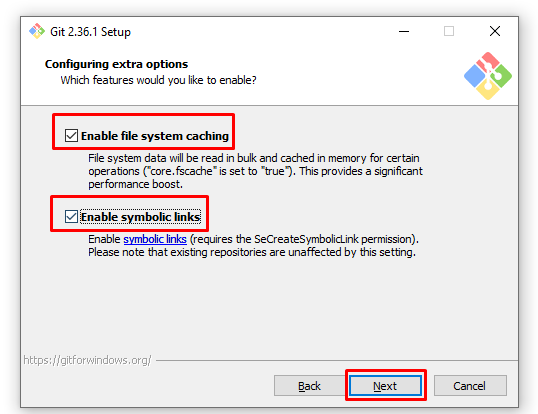 Git 2.36.1 Setup
Configuring extra options
Which features would you like to enable?
Enable file system caching
File system data will be read in bulk and cached in memory for certain
operations ("core.fscache" is set to "true"). This provides a significant
performance boost.
Enable symbolic links
Enable symbolic links (requires the SeCreateSymbolicLink permission).
Please note that existing repositories are unaffected by this setting.
https://gitforwindows.org/
Back
Next
Cancel